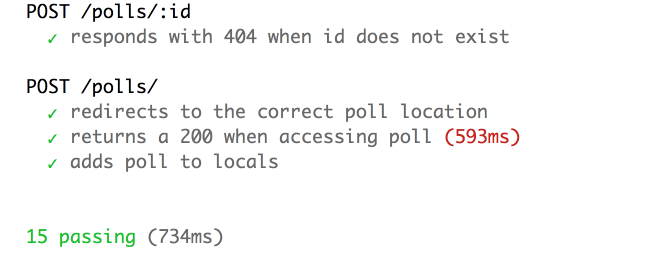 POST /polls/:id
✓ responds with 404 when id does not exist
POST /polls/
✓ redirects to the correct poll location
✓ returns a 200 when accessing poll (593ms)
✓ adds poll to locals
15 passing (734ms)